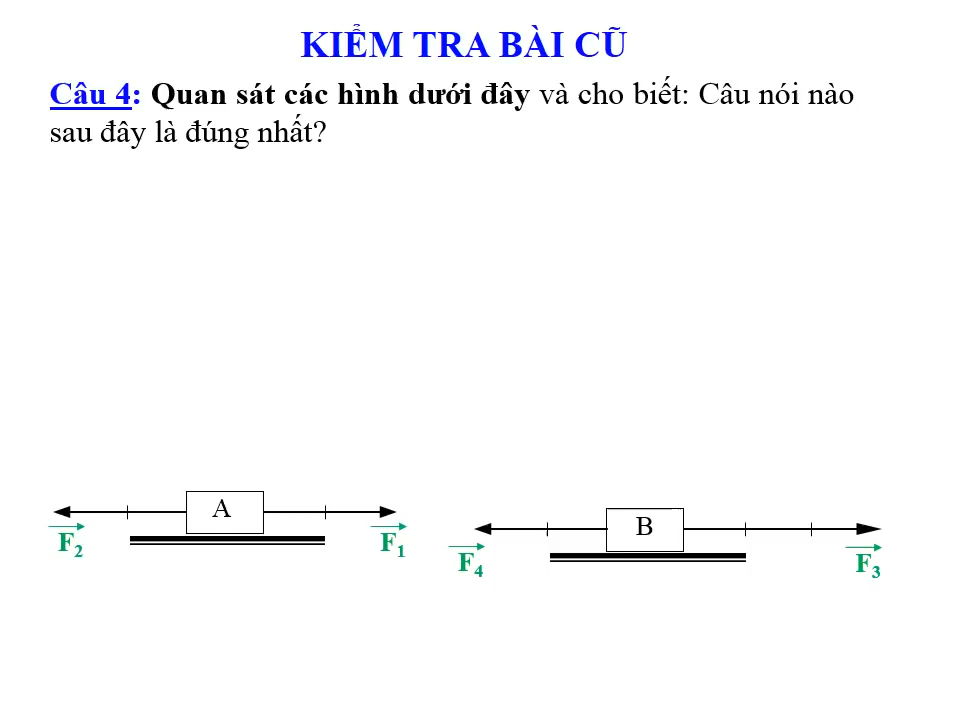 KIỂM TRA BÀI CŨ
Câu 4: Quan sát các hình dưới đây và cho biết: Câu nói nào
sau đây là đúng nhất?
A
F₂
F₁
B
F₄
F₃